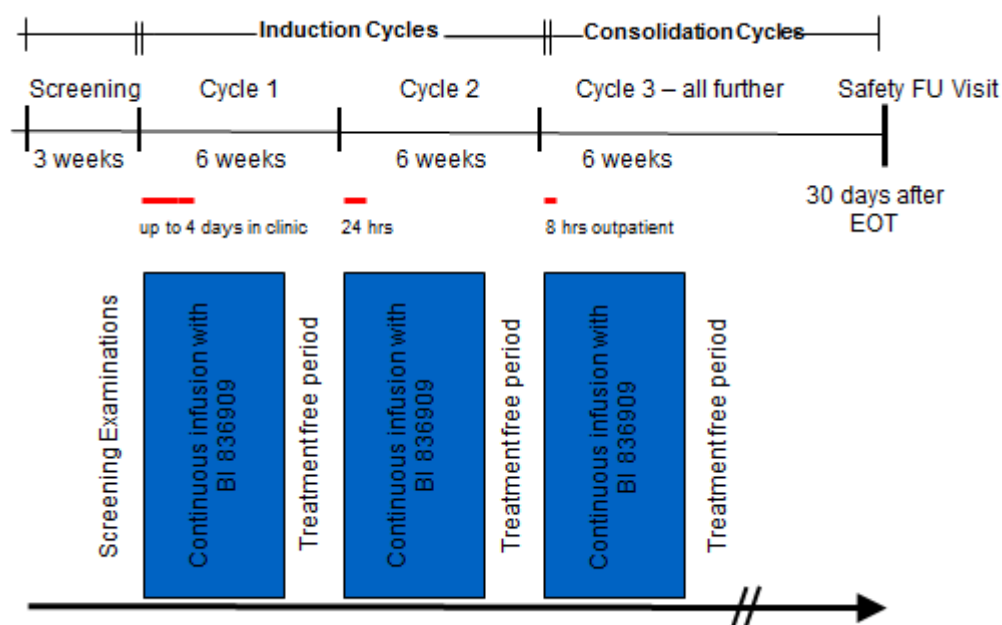 Induction Cycles
Consolidation Cycles
Screening
Cycle 1
Cycle 2
Cycle 3 – all further
Safety FU Visit
3 weeks
6 weeks
6 weeks
6 weeks
30 days after
EOT
up to 4 days in clinic
24 hrs
8 hrs outpatient
Screening Examinations
Continuous infusion with
BI 836909
Treatment free period
Continuous infusion with
BI 836909
Treatment free period
Continuous infusion with
BI 836909
Treatment free period